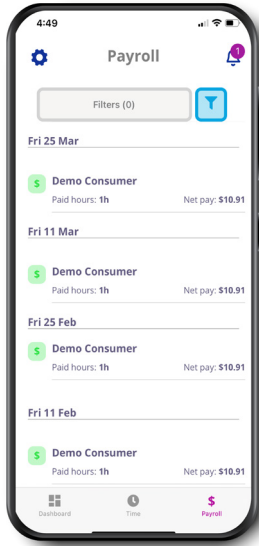 4:49
Payroll
1
Filters (0)
Fri 25 Mar
$ Demo Consumer
Paid hours: 1h Net pay: $10.91
Fri 11 Mar
$ Demo Consumer
Paid hours: 1h Net pay: $10.91
Fri 25 Feb
$ Demo Consumer
Paid hours: 1h Net pay: $10.91
Fri 11 Feb
$ Demo Consumer
Paid hours: 1h Net pay: $10.91
$
Dashboard Time Payroll